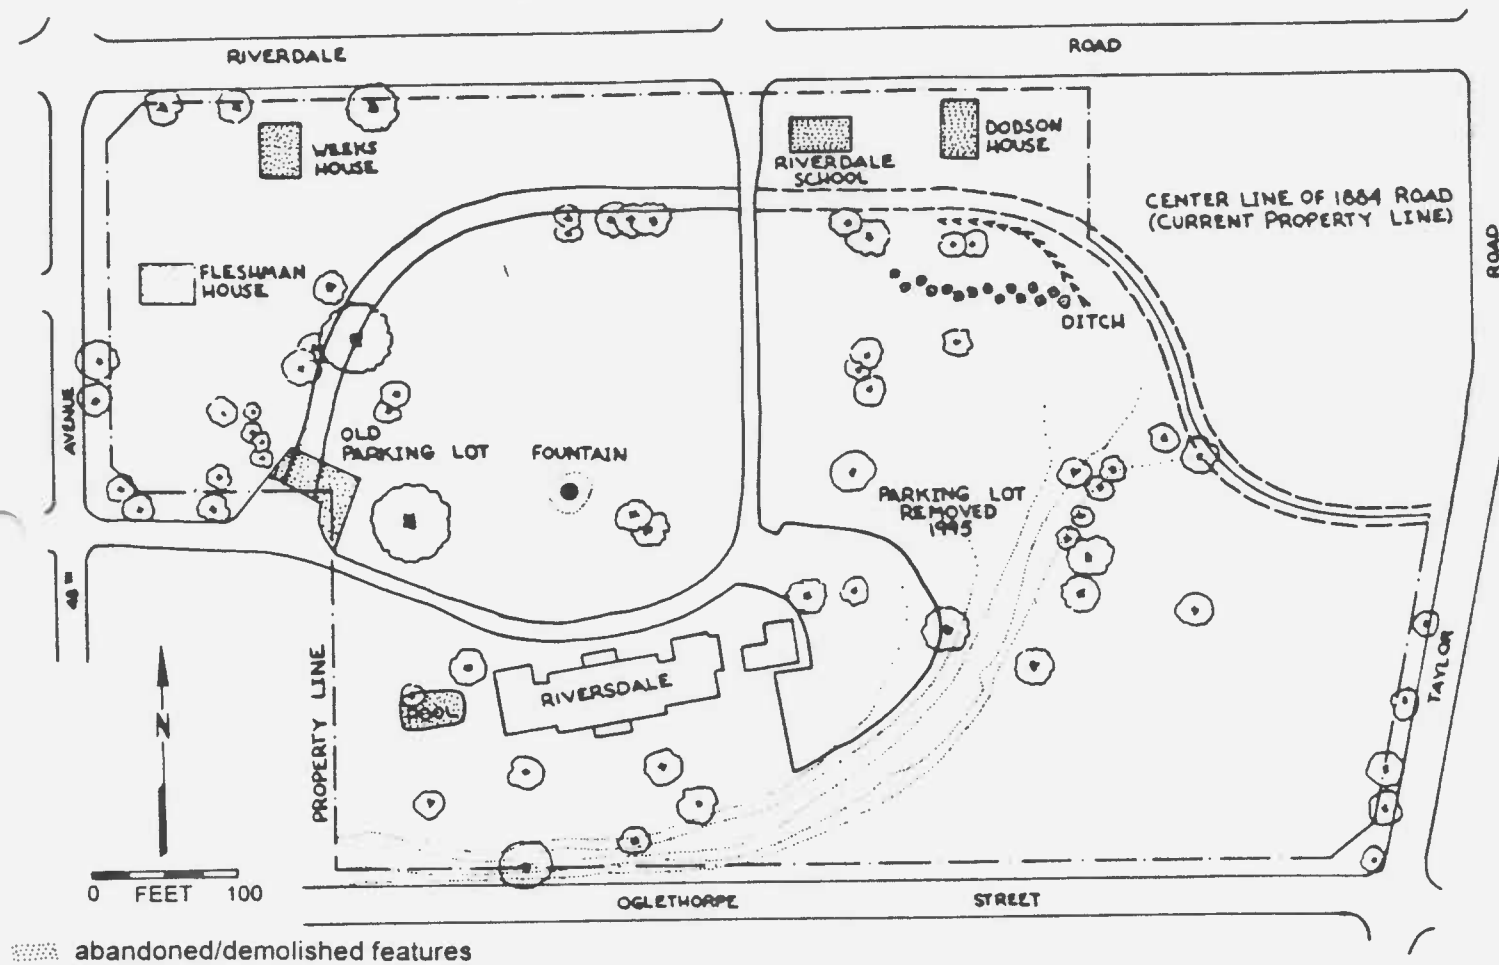 RIVERDALE
ROAD
WEEKS
HOUSE
RIVERDALE
SCHOOL
DODSON
HOUSE
CENTER LINE OF 1884 ROAD
(CURRENT PROPERTY LINE)
ROAD
FLESHMAN
HOUSE
DITCH
AVENUE
OLD
PARKING LOT
FOUNTAIN
PARKING LOT
REMOVED
1995
48TH
PROPERTY LINE
N
RIVERSDALE
POOL
TAYLOR
0 FEET 100
OGLETHORPE
STREET
abandoned/demolished features